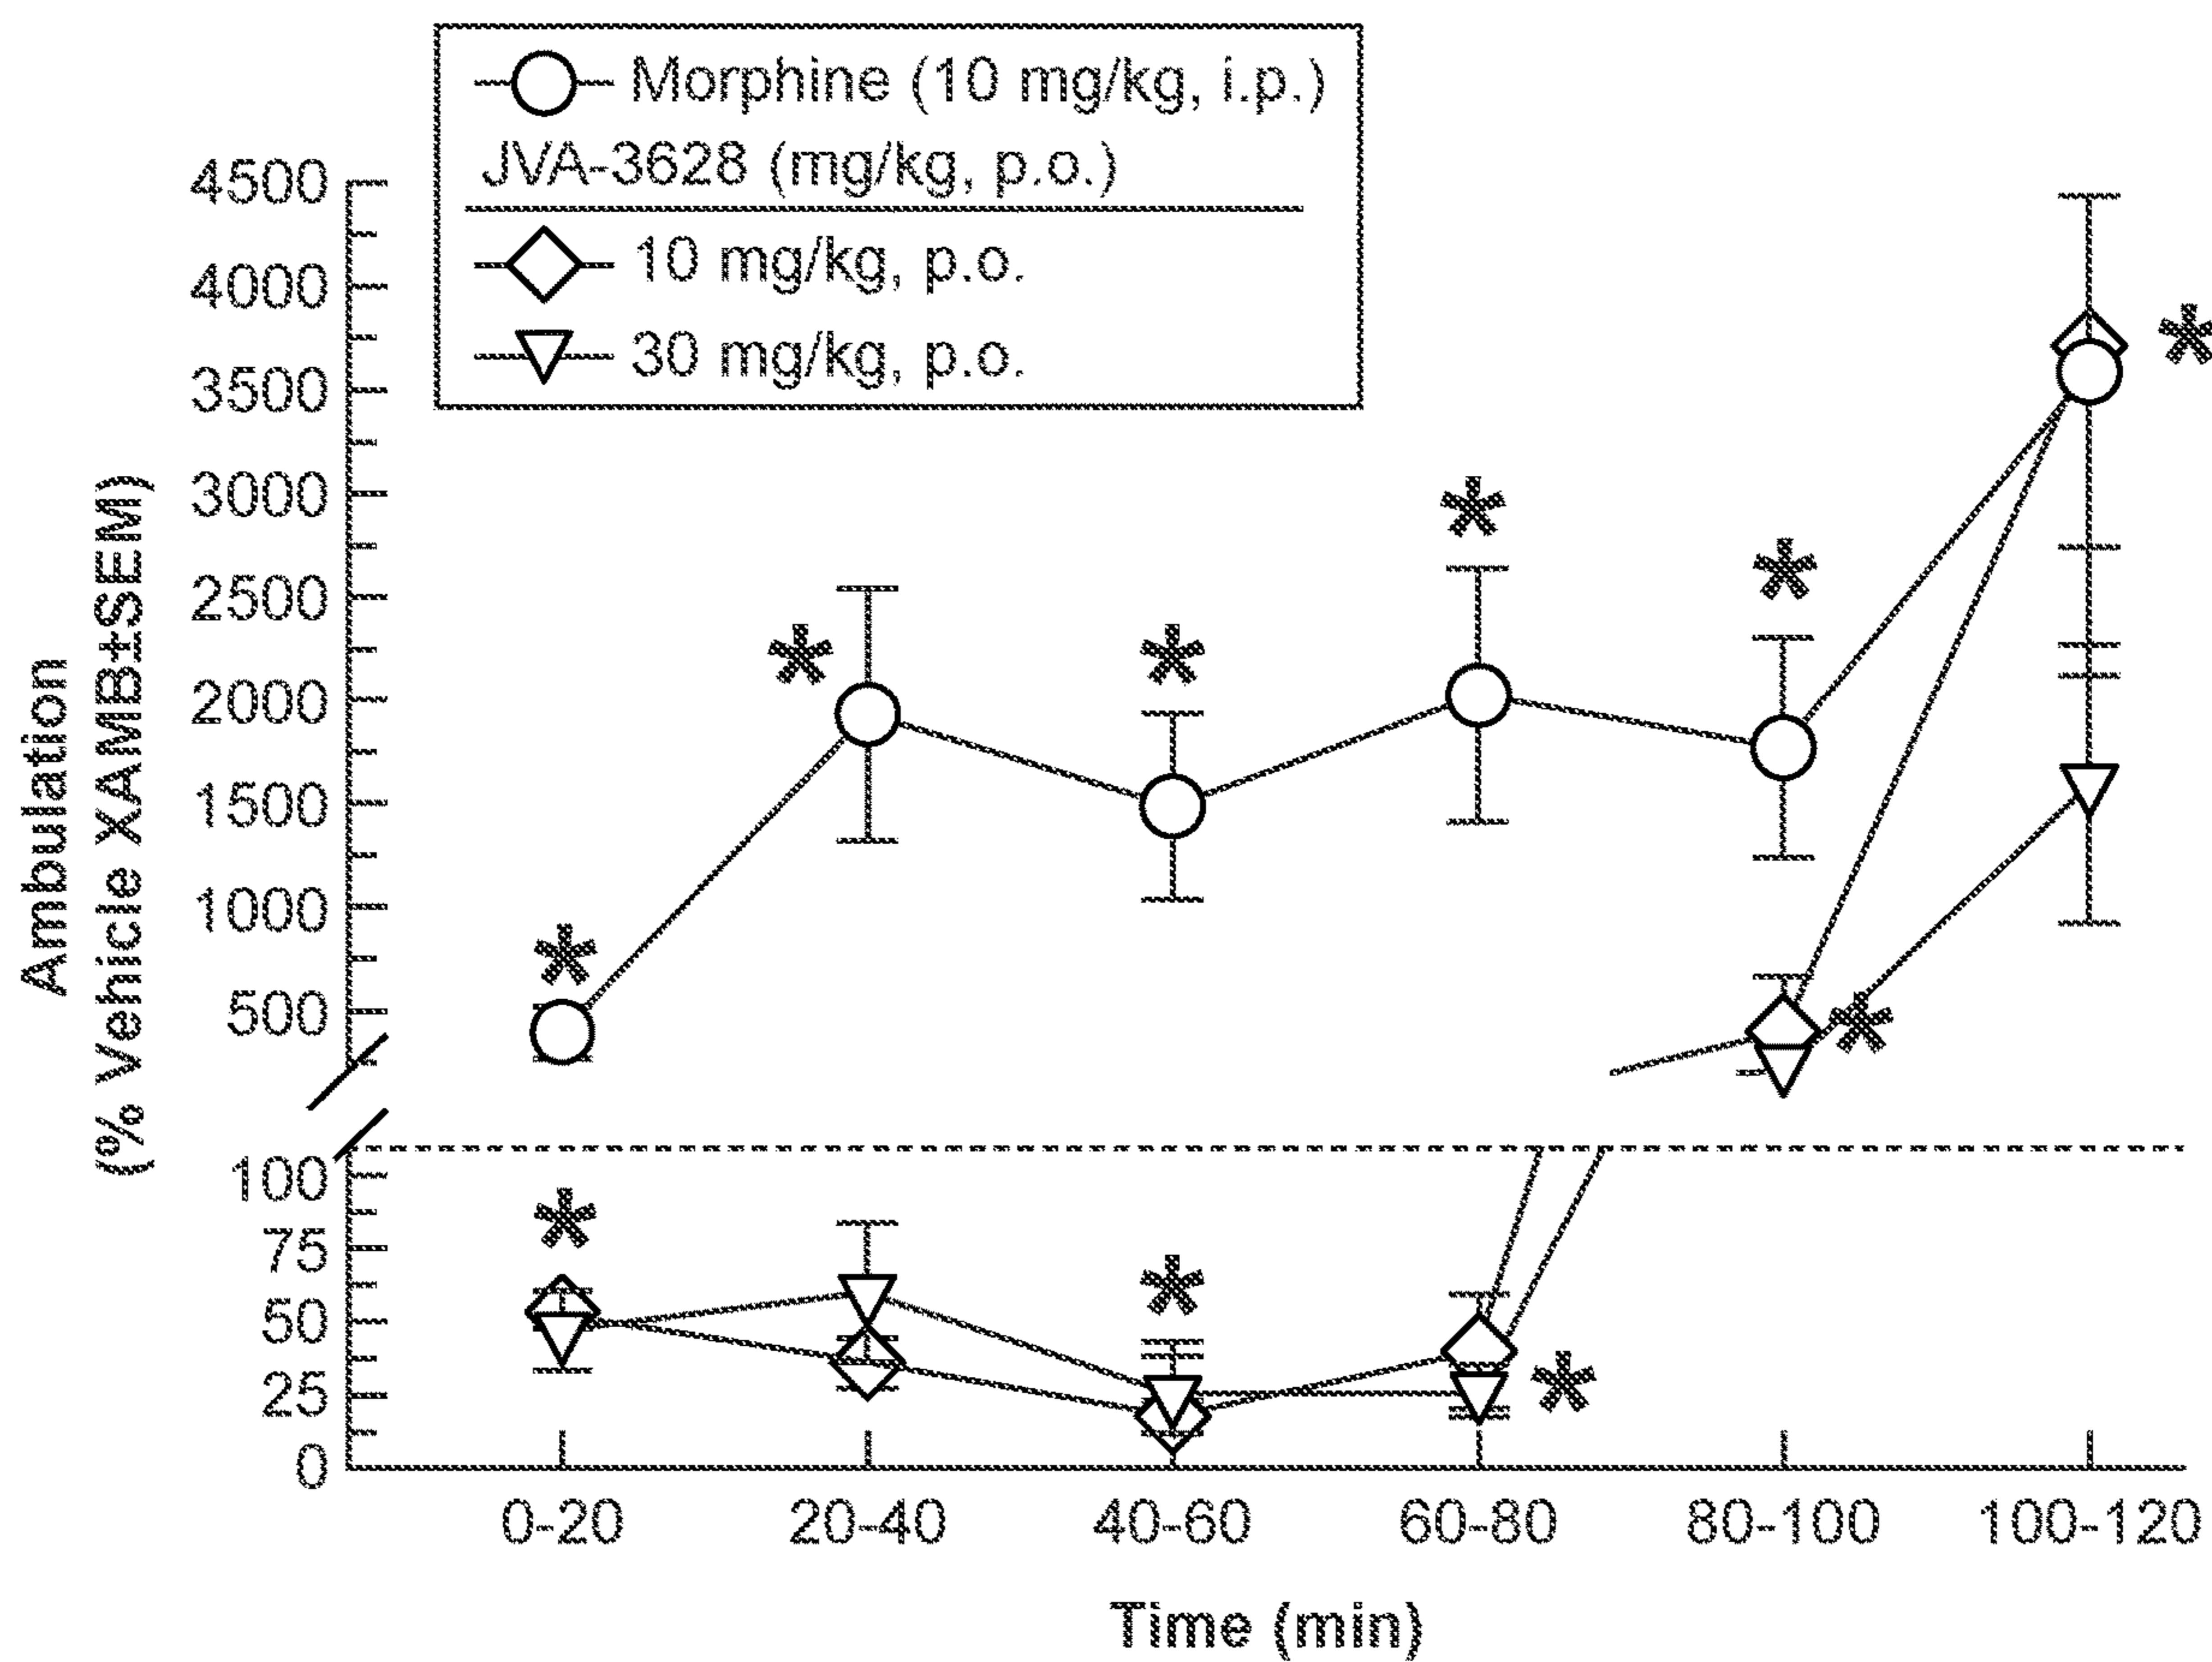 Morphine (10 mg/kg, i.p.)
JVA-3628 (mg/kg, p.o.)
10 mg/kg, p.o.
30 mg/kg, p.o.
4500
4000
3500
3000
2500
2000
1500
1000
500
100
75
50
25
0
Ambulation
(% Vehicle XAMB±SEM)
* * * * * * * * * *
0-20 20-40 40-60 60-80 80-100 100-120
Time (min)